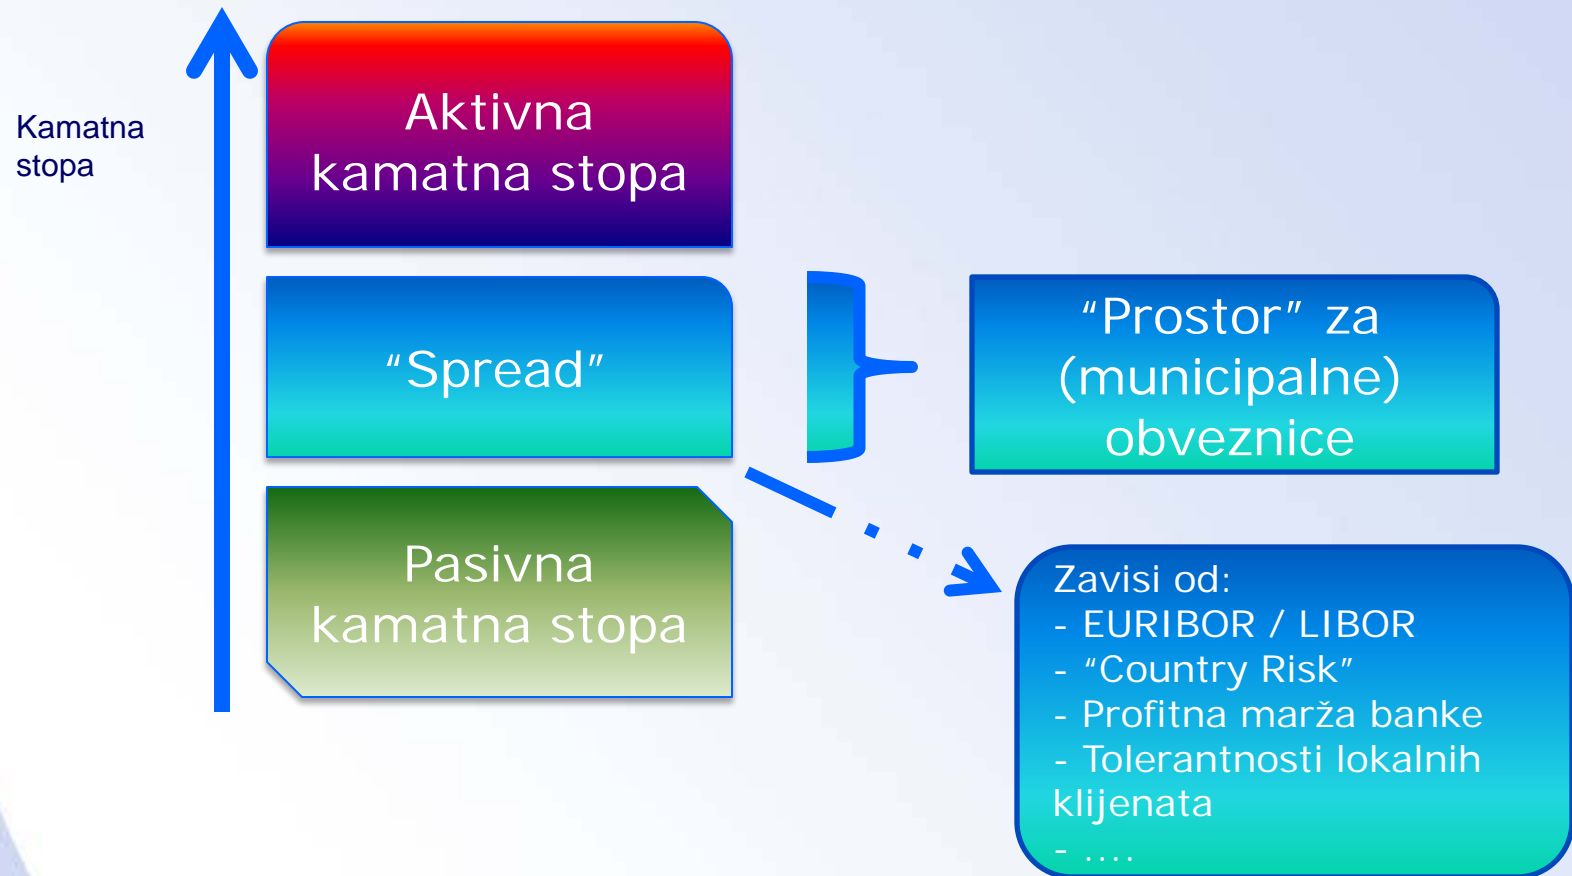 Kamatna
stopa
Aktivna
kamatna stopa
“Spread”
Pasivna
kamatna stopa
“Prostor” za
(municipalne)
obveznice
Zavisi od:
- EURIBOR / LIBOR
- “Country Risk”
- Profitna marža banke
- Tolerantnosti lokalnih
klijenata
- ....